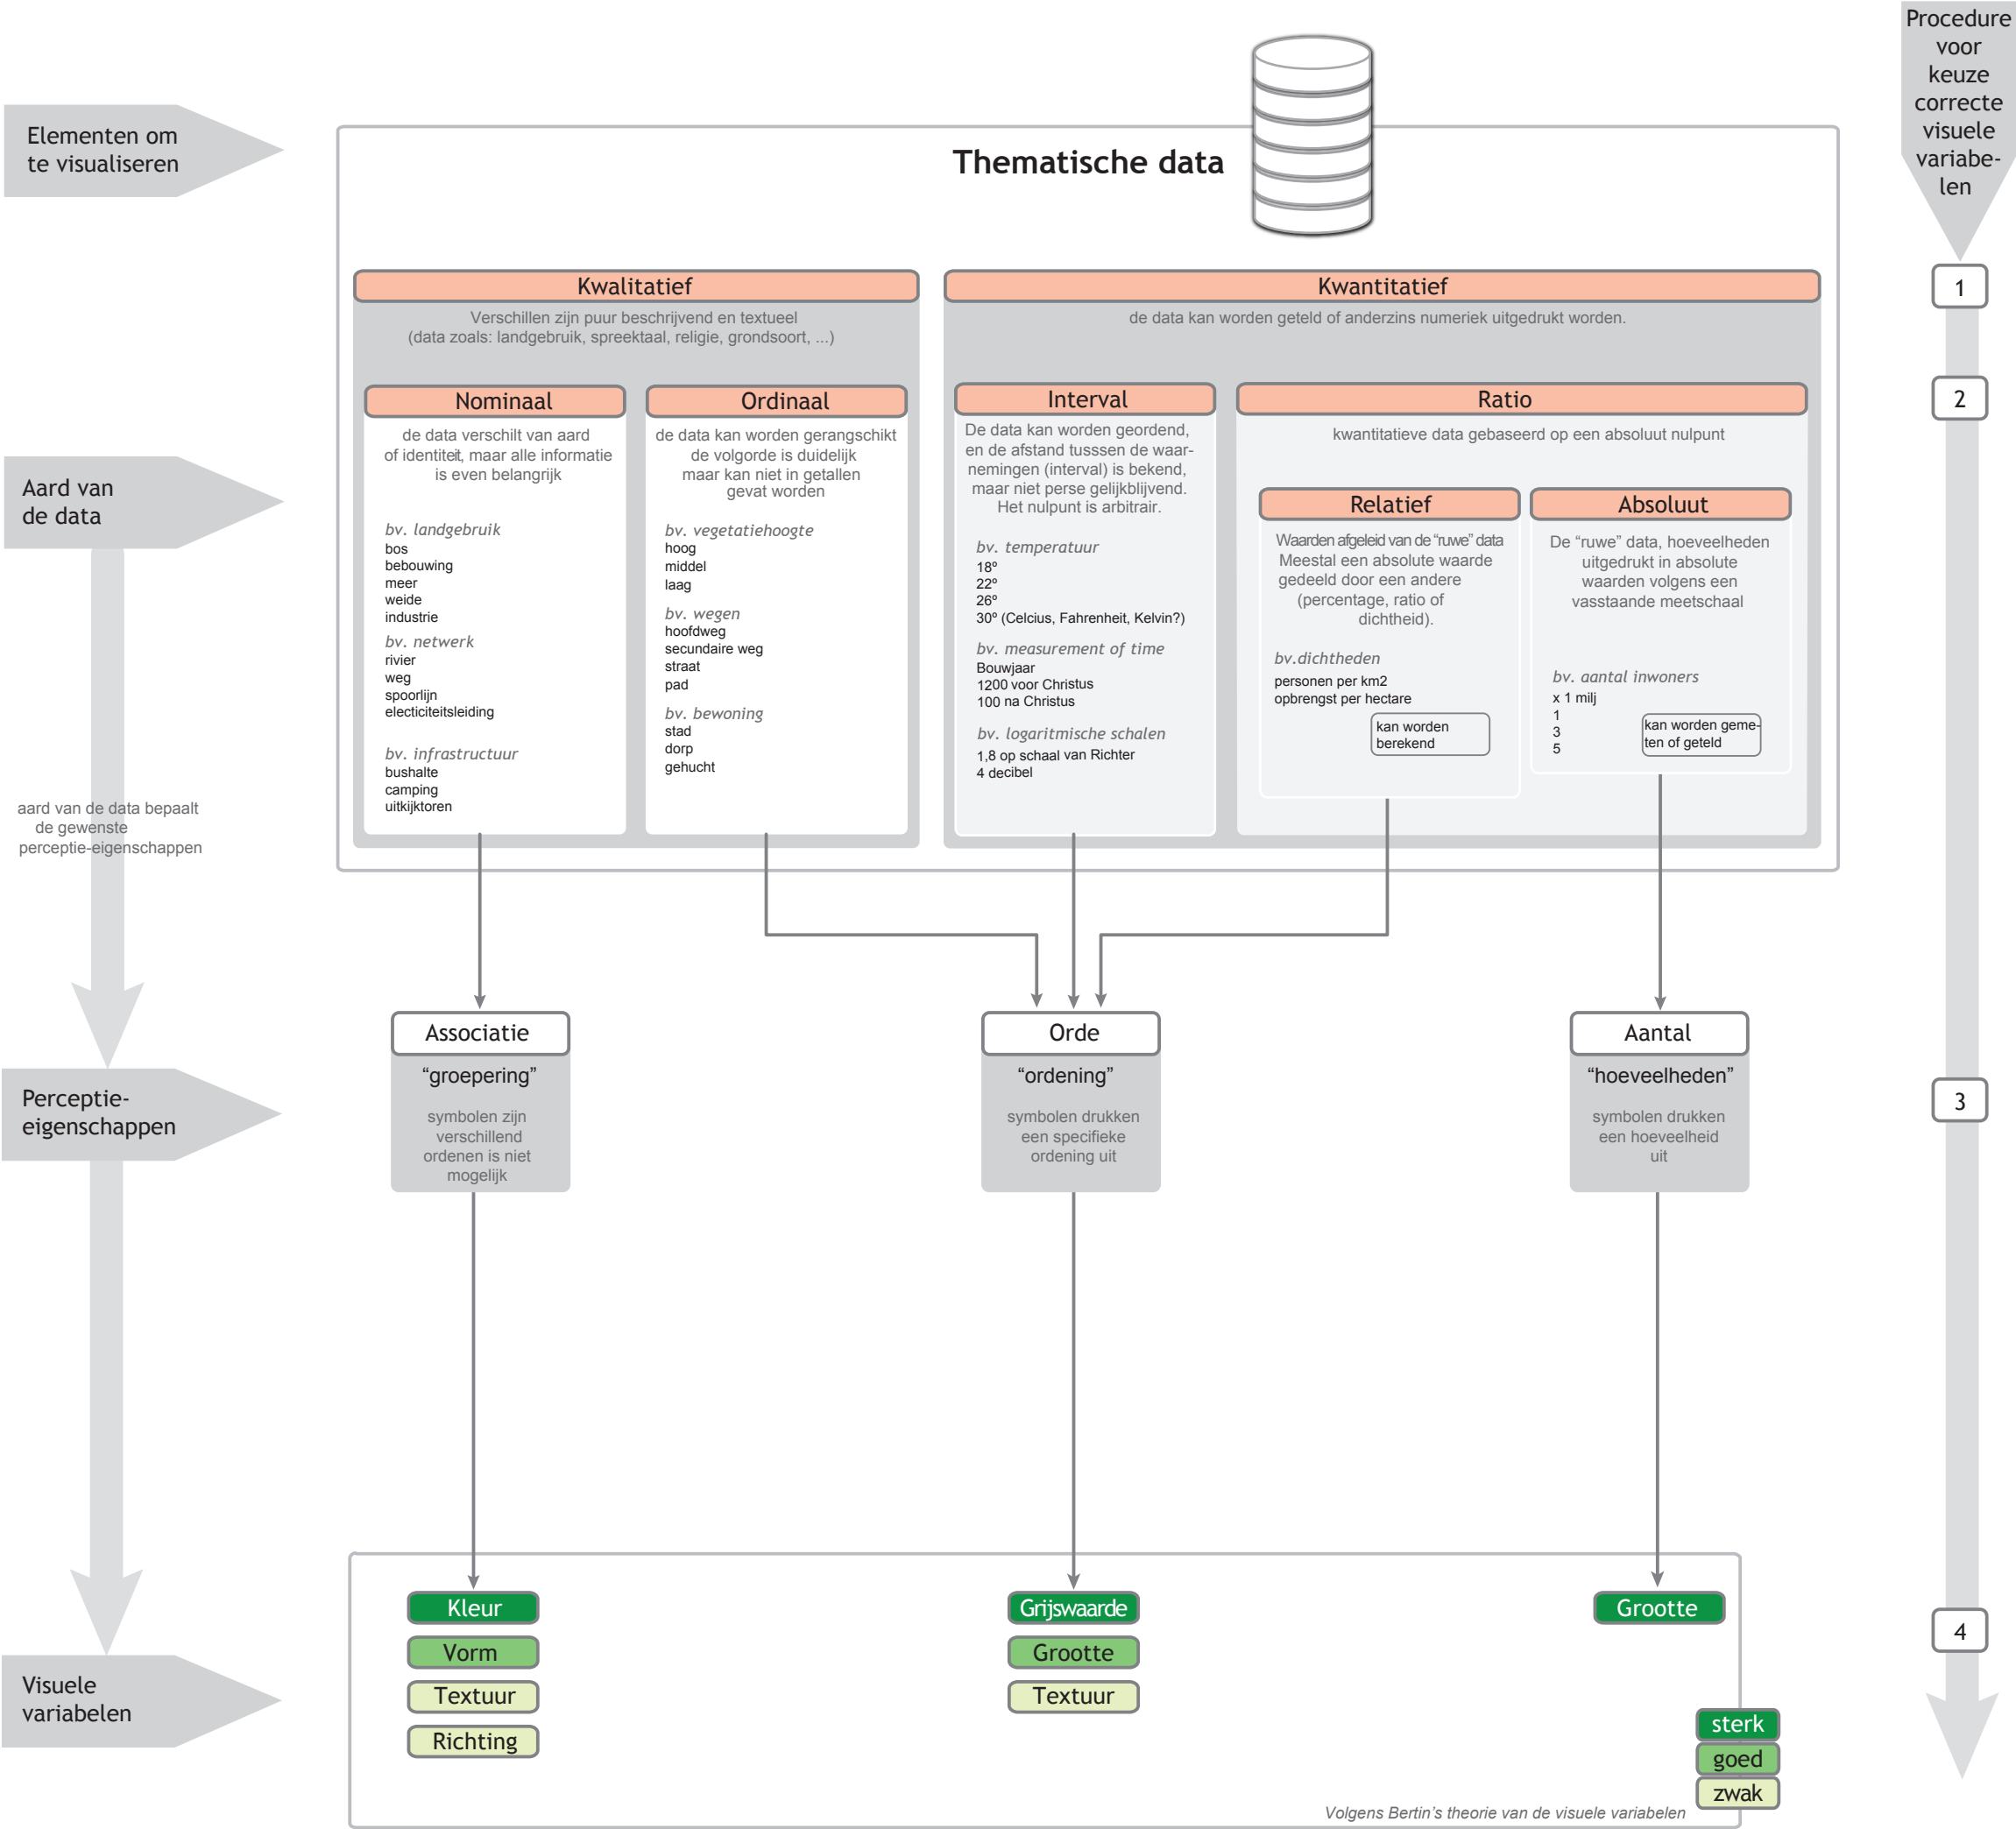 Procedure
voor
keuze
correcte
visuele
variabe-
len
Elementen om
te visualiseren
Thematische data
Kwalitatief
Verschillen zijn puur beschrijvend en textueel
(data zoals: landgebruik, spreektaal, religie, grondsoort, ...)
Kwantitatief
de data kan worden geteld of anderzins numeriek uitgedrukt worden.
1
Nominaal
de data verschilt van aard
of identiteit, maar alle informatie
is even belangrijk
bv. landgebruik
bos
bebouwing
meer
weide
industrie
bv. netwerk
rivier
weg
spoorlijn
electiciteitsleiding
bv. infrastructuur
bushalte
camping
uitkijktoren
Ordinaal
de data kan worden gerangschikt
de volgorde is duidelijk
maar kan niet in getallen
gevat worden
bv. vegetatiehoogte
hoog
middel
laag
bv. wegen
hoofdweg
secundaire weg
straat
pad
bv. bewoning
stad
dorp
gehucht
Interval
De data kan worden geordend,
en de afstand tusssen de waar-
nemingen (interval) is bekend,
maar niet perse gelijkblijvend.
Het nulpunt is arbitrair.
bv. temperatuur
18º
22º
26º
30º (Celcius, Fahrenheit, Kelvin?)
bv. measurement of time
Bouwjaar
1200 voor Christus
100 na Christus
bv. logaritmische schalen
1,8 op schaal van Richter
4 decibel
Ratio
kwantitatieve data gebaseerd op een absoluut nulpunt
Relatief
Waarden afgeleid van de “ruwe” data
Meestal een absolute waarde
gedeeld door een andere
(percentage, ratio of
dichtheid).
bv.dichtheden
personen per km2
opbrengst per hectare
kan worden
berekend
Absoluut
De “ruwe” data, hoeveelheden
uitgedrukt in absolute
waarden volgens een
vasstaande meetschaal
bv. aantal inwoners
x 1 milj
1
3
5
kan worden geme-
ten of geteld
2
Aard van
de data
aard van de data bepaalt
de gewenste
perceptie-eigenschappen
Perceptie-
eigenschappen
Associatie
“groepering”
symbolen zijn
verschillend
ordenen is niet
mogelijk
Orde
“ordening”
symbolen drukken
een specifieke
ordening uit
Aantal
“hoeveelheden”
symbolen drukken
een hoeveelheid
uit
3
Visuele
variabelen
Kleur
Vorm
Textuur
Richting
Grijswaarde
Grootte
Textuur
Grootte
4
sterk
goed
zwak
Volgens Bertin’s theorie van de visuele variabelen